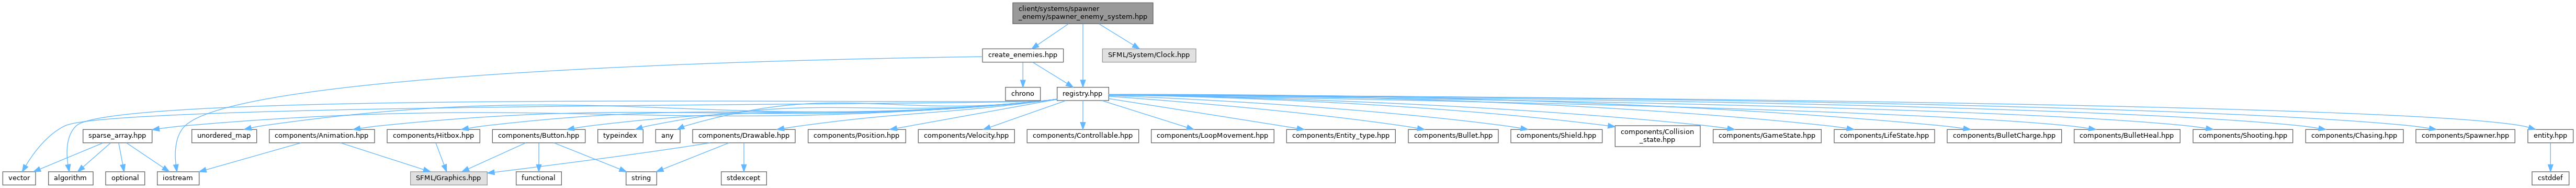 client/systems/spawner
_enemy/spawner_enemy_system.hpp
create_enemies.hpp
SFML/System/Clock.hpp
chrono
registry.hpp
sparse_array.hpp
unordered_map
components/Animation.hpp
components/Hitbox.hpp
components/Button.hpp
typeindex
any
components/Drawable.hpp
components/Position.hpp
components/Velocity.hpp
components/Controllable.hpp
components/LoopMovement.hpp
components/Entity_type.hpp
components/Bullet.hpp
components/Shield.hpp
components/Collision
_state.hpp
components/GameState.hpp
components/LifeState.hpp
components/BulletCharge.hpp
components/BulletHeal.hpp
components/Shooting.hpp
components/Chasing.hpp
components/Spawner.hpp
entity.hpp
vector
algorithm
optional
iostream
SFML/Graphics.hpp
functional
string
stdexcept
cstddef